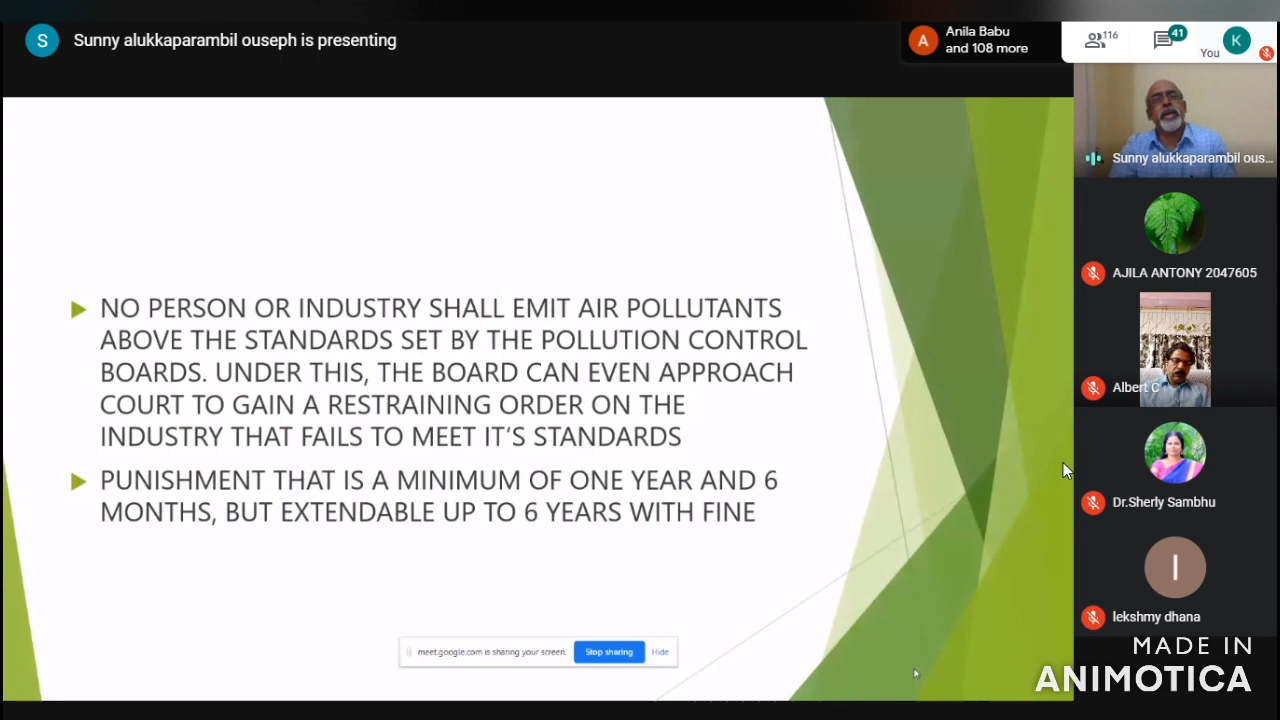 S Sunny alukkaparambil ouseph is presenting
A Anila Babu
and 108 more
116
41
You
K
NO PERSON OR INDUSTRY SHALL EMIT AIR POLLUTANTS
ABOVE THE STANDARDS SET BY THE POLLUTION CONTROL
BOARDS. UNDER THIS, THE BOARD CAN EVEN APPROACH
COURT TO GAIN A RESTRAINING ORDER ON THE
INDUSTRY THAT FAILS TO MEET IT'S STANDARDS
PUNISHMENT THAT IS A MINIMUM OF ONE YEAR AND 6
MONTHS, BUT EXTENDABLE UP TO 6 YEARS WITH FINE
meet.google.com is sharing your screen. Stop sharing Hide
Sunny alukkaparambil ous...
AJILA ANTONY 2047605
Albert C
Dr.Sherly Sambhu
l
lekshmy dhana
MADE IN
ANIMOTICA